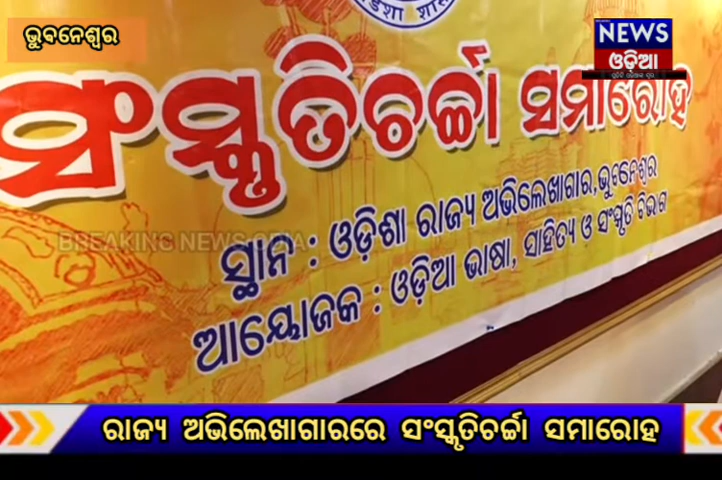 ଭୁବନେଶ୍ୱର
NEWS
ଓଡ଼ିଆ
ସଂସ୍କୃତିଚର୍ଚ୍ଚା ସମାରୋହ
BREAKING NEWS ODIA
ସ୍ଥାନ : ଓଡ଼ିଶା ରାଜ୍ୟ ଅଭିଲେଖାଗାର,ଭୁବନେଶ୍ୱର
ଆୟୋଜକ : ଓଡ଼ିଆ ଭାଷା, ସାହିତ୍ୟ ଓ ସଂସ୍କୃତି ବିଭାଗ
ରାଜ୍ୟ ଅଭିଲେଖାଗାରରେ ସଂସ୍କୃତିଚର୍ଚ୍ଚା ସମାରୋହ